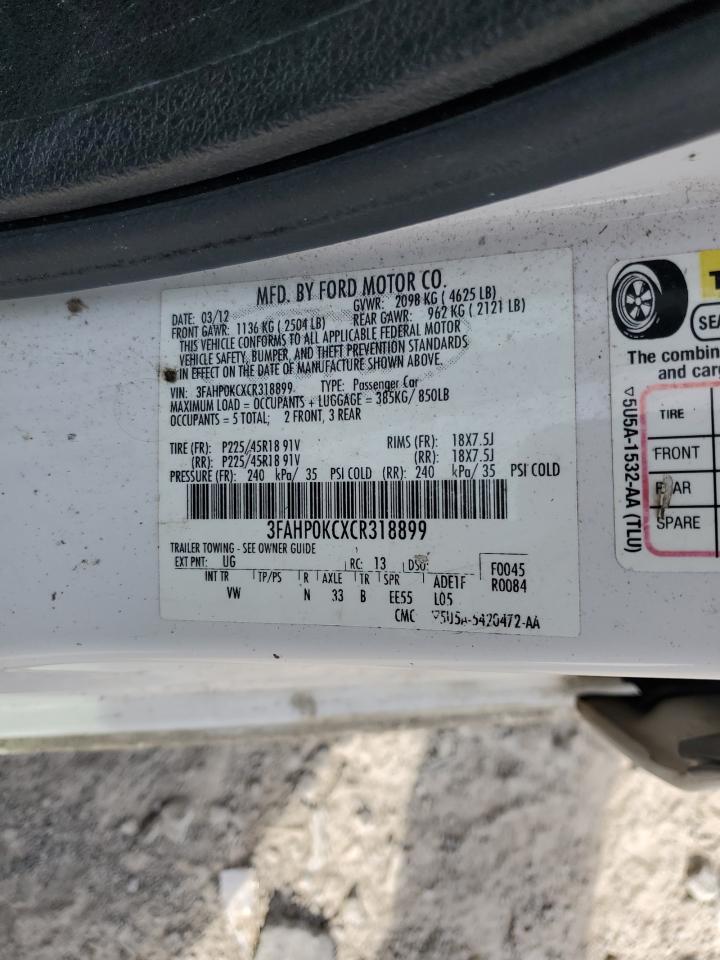 MFD. BY FORD MOTOR CO.
DATE: 03/12 GVWR: 2098 KG (4625 LB)
FRONT GAWR: 1136 KG (2504 LB) REAR GAWR: 962 KG (2121 LB)
THIS VEHICLE CONFORMS TO ALL APPLICABLE FEDERAL MOTOR
VEHICLE SAFETY, BUMPER, AND THEFT PREVENTION STANDARDS
IN EFFECT ON THE DATE OF MANUFACTURE SHOWN ABOVE.
VIN: 3FAHP0KCXCR318899 TYPE: Passenger Car
MAXIMUM LOAD = OCCUPANTS + LUGGAGE = 385KG/ 850LB
OCCUPANTS = 5 TOTAL; 2 FRONT, 3 REAR
TIRE (FR): P225/45R18 91V RIMS (FR): 18X7.5J
(RR): P225/45R18 91V (RR): 18X7.5J
PRESSURE (FR): 240 kPa/ 35 PSI COLD (RR): 240 kPa/ 35 PSI COLD
3FAHP0KCXCR318899
TRAILER TOWING - SEE OWNER GUIDE
EXT PNT: UG RC: 13 DSO: F0045
INT TR TP/PS R AXLE TR SPR ADE1F R0084
VW N 33 B EE55 L05
CMC ▽5U5A-5420472-AA
T
SEA
The combin
and carg
TIRE
FRONT
REAR
SPARE
▽5U5A-1532-AA (TLU)